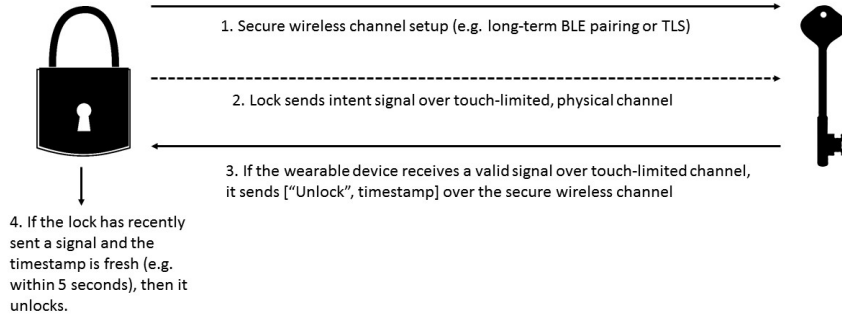 1. Secure wireless channel setup (e.g. long-term BLE pairing or TLS)
2. Lock sends intent signal over touch-limited, physical channel
3. If the wearable device receives a valid signal over touch-limited channel,
it sends [“Unlock”, timestamp] over the secure wireless channel
4. If the lock has recently
sent a signal and the
timestamp is fresh (e.g.
within 5 seconds), then it
unlocks.